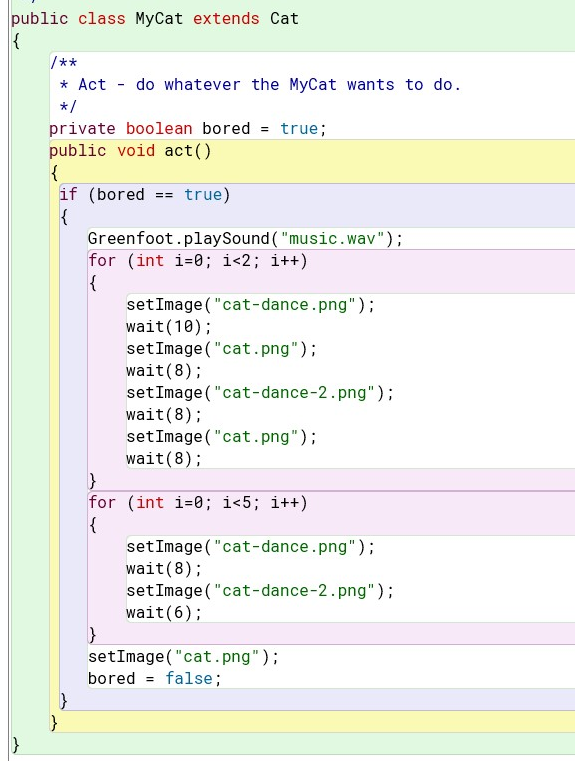 public class MyCat extends Cat
{
/**
* Act - do whatever the MyCat wants to do.
*/
private boolean bored = true;
public void act()
{
if (bored == true)
{
Greenfoot.playSound("music.wav");
for (int i=0; i<2; i++)
{
setImage("cat-dance.png");
wait(10);
setImage("cat.png");
wait(8);
setImage("cat-dance-2.png");
wait(8);
setImage("cat.png");
wait(8);
}
for (int i=0; i<5; i++)
{
setImage("cat-dance.png");
wait(8);
setImage("cat-dance-2.png");
wait(6);
}
setImage("cat.png");
bored = false;
}
}
}